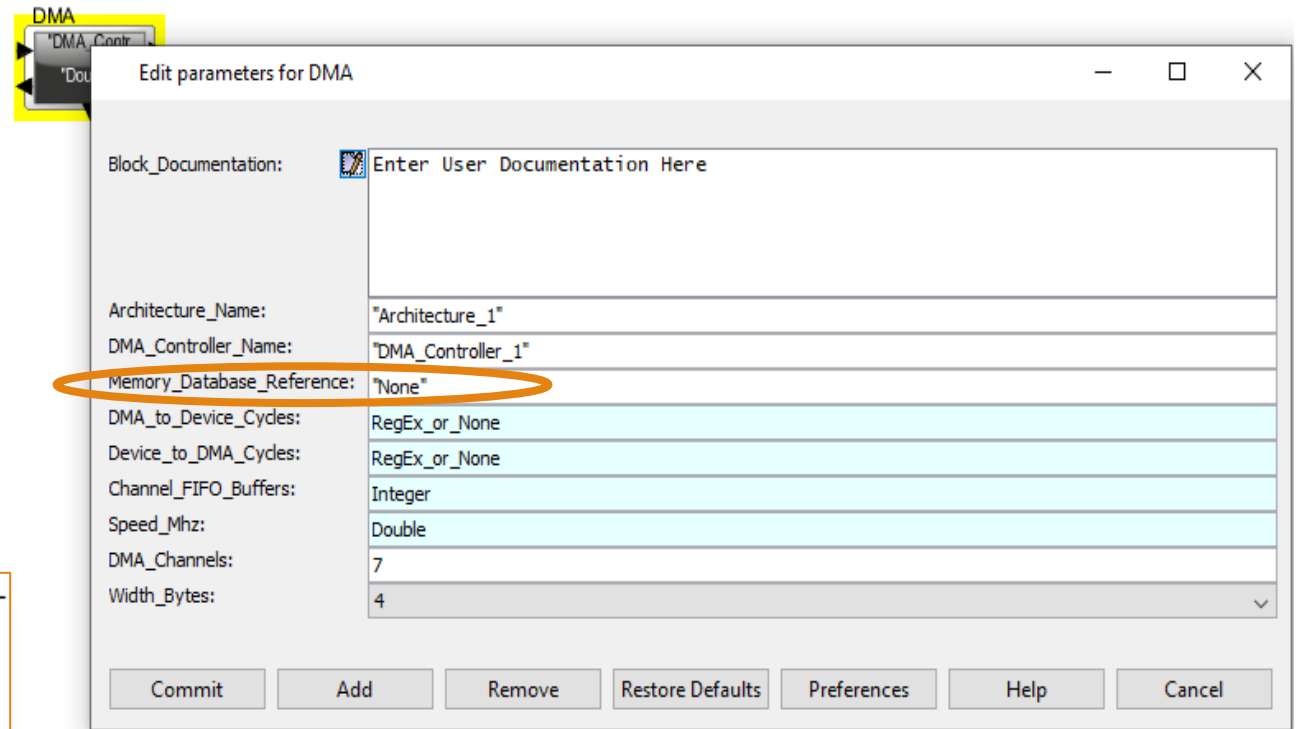 DMA
"DMA_Contr
"Dou
Edit parameters for DMA
Block_Documentation:
Enter User Documentation Here
Architecture_Name: "Architecture_1"
DMA_Controller_Name: "DMA_Controller_1"
Memory_Database_Reference: "None"
DMA_to_Device_Cycles: RegEx_or_None
Device_to_DMA_Cycles: RegEx_or_None
Channel_FIFO_Buffers: Integer
Speed_Mhz: Double
DMA_Channels: 7
Width_Bytes: 4
Commit Add Remove Restore Defaults Preferences Help Cancel